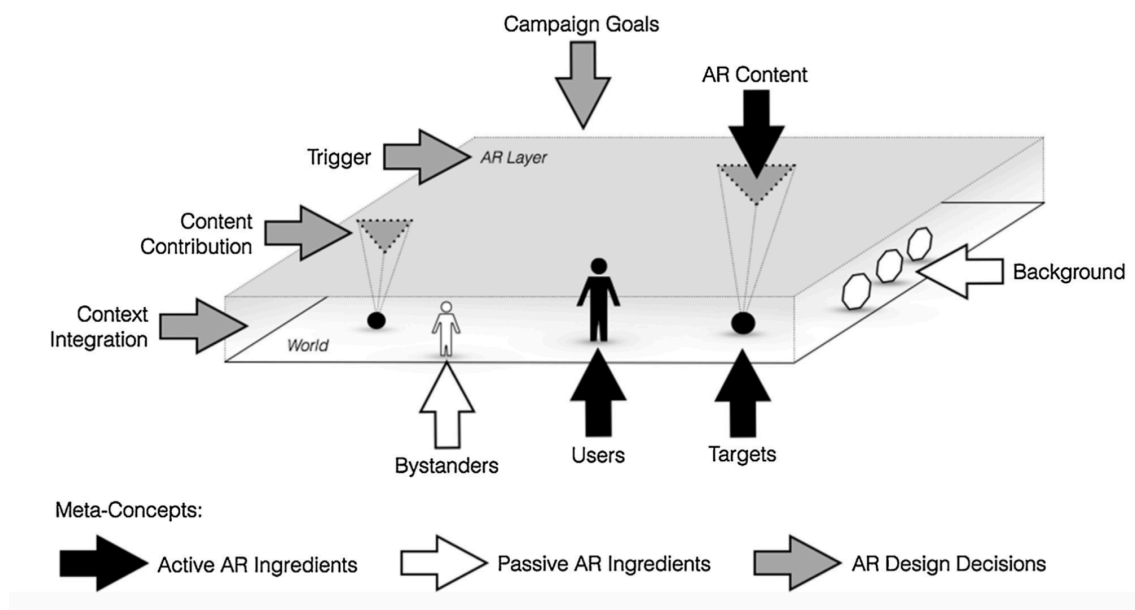 Campaign Goals
AR Content
Trigger
AR Layer
Content
Contribution
Background
Context
Integration
World
Bystanders
Users
Targets
Meta-Concepts:
Active AR Ingredients
Passive AR Ingredients
AR Design Decisions